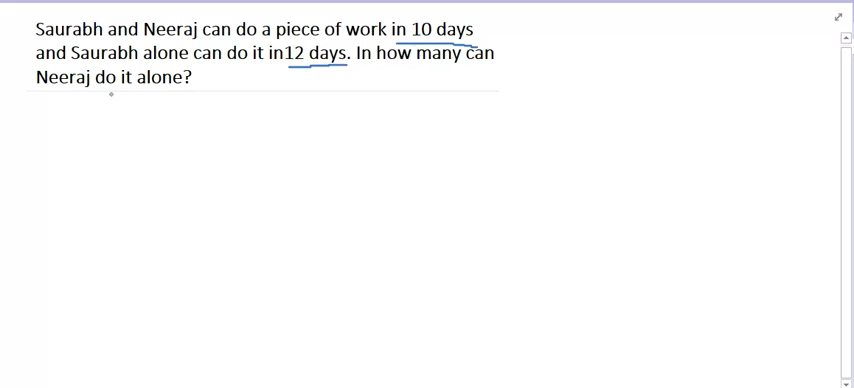 Saurabh and Neeraj can do a piece of work in 10 days
and Saurabh alone can do it in12 days. In how many can
Neeraj do it alone?